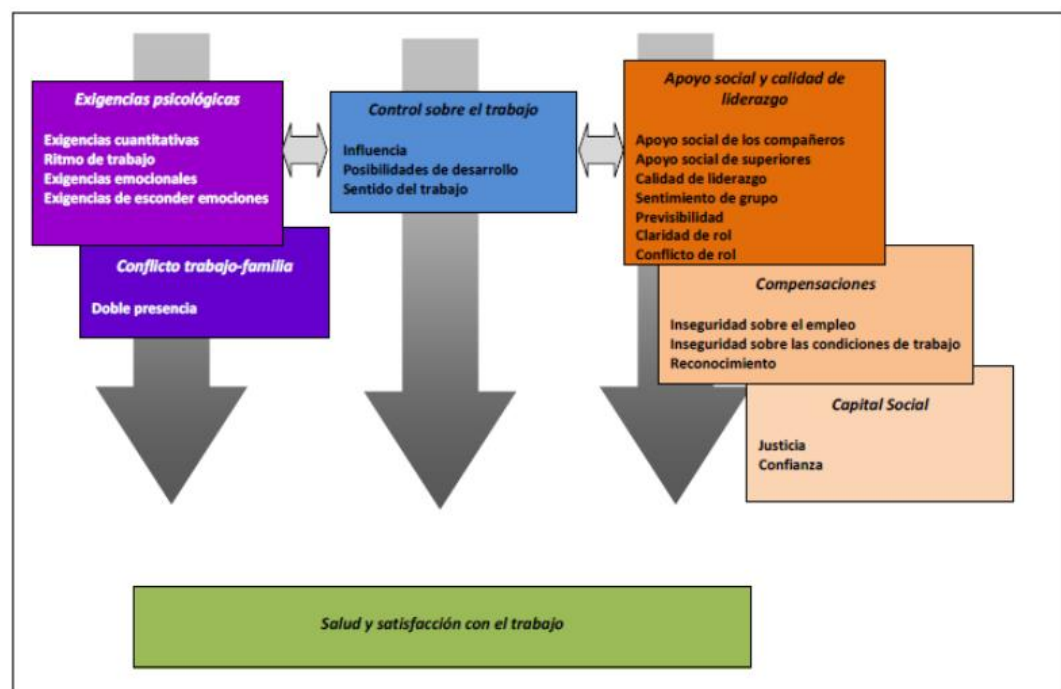 Exigencias psicológicas
Exigencias cuantitativas
Ritmo de trabajo
Exigencias emocionales
Exigencias de esconder emociones
Conflicto trabajo-familia
Doble presencia
Control sobre el trabajo
Influencia
Posibilidades de desarrollo
Sentido del trabajo
Apoyo social y calidad de
liderazgo
Apoyo social de los compañeros
Apoyo social de superiores
Calidad de liderazgo
Sentimiento de grupo
Previsibilidad
Claridad de rol
Conflicto de rol
Compensaciones
Inseguridad sobre el empleo
Inseguridad sobre las condiciones de trabajo
Reconocimiento
Capital Social
Justicia
Confianza
Salud y satisfacción con el trabajo